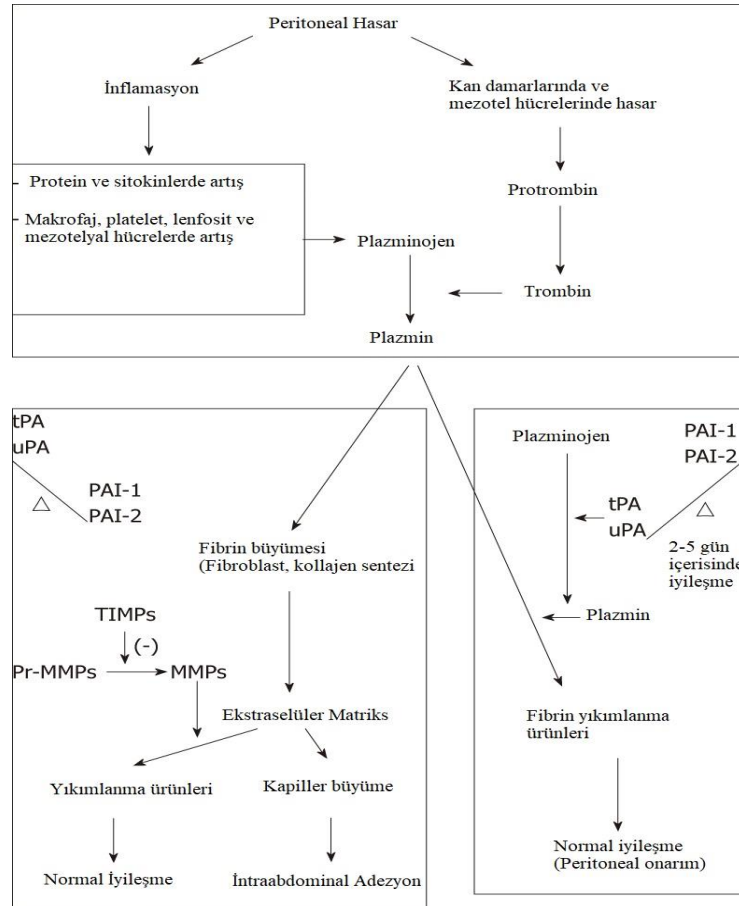 Peritoneal Hasar
İnflamasyon
Kan damarlarında ve
mezotel hücrelerinde hasar
- Protein ve sitokinlerde artış
- Makrofaj, platelet, lenfosit ve
mezotelyal hücrelerde artış
Protrombin
Plazminojen
Trombin
Plazmin
tPA
uPA
PAI-1
PAI-2
Fibrin büyümesi
(Fibroblast, kollajen sentezi
TIMPs
(-)
Pr-MMPs
MMPs
Ekstraselüler Matriks
Yıkımlanma ürünleri
Kapiller büyüme
Normal İyileşme
İntraabdominal Adezyon
Plazminojen
PAI-1
PAI-2
tPA
uPA
2-5 gün
içerisinde
iyileşme
Plazmin
Fibrin yıkımlanma
ürünleri
Normal iyileşme
(Peritoneal onarım)